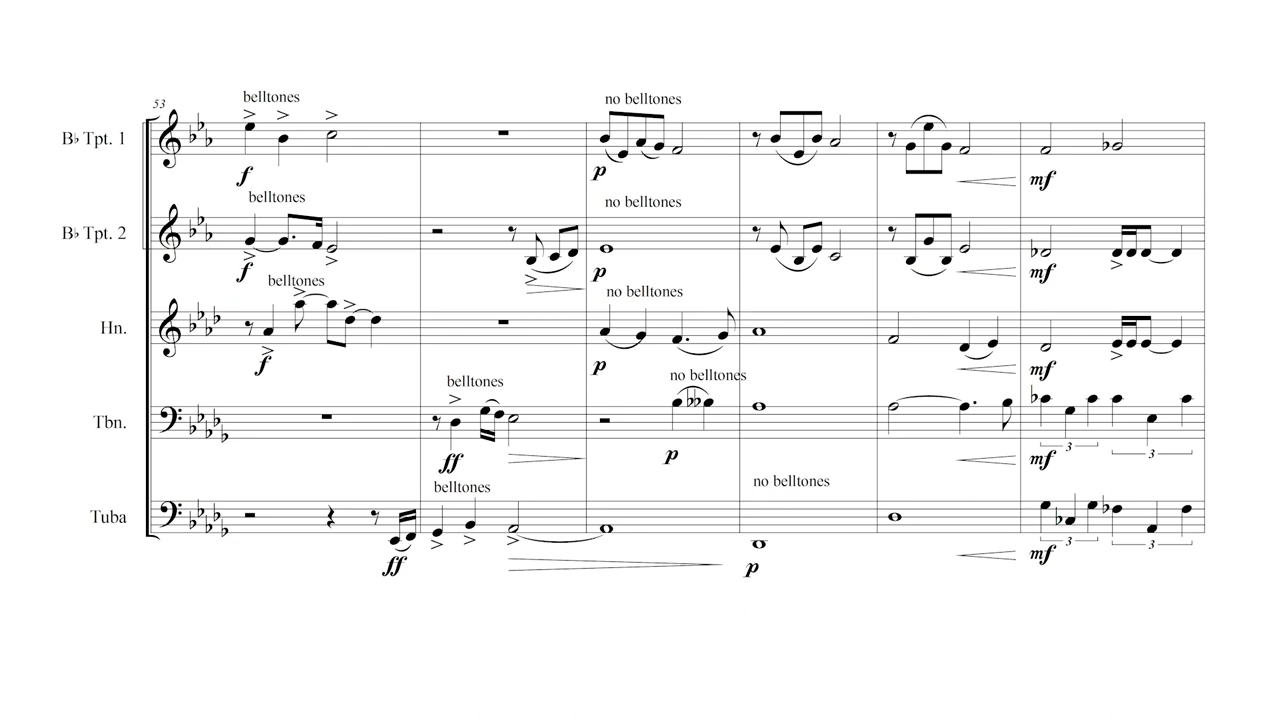 53
belltones
B♭ Tpt. 1
f
no belltones
p
mf
belltones
B♭ Tpt. 2
f
no belltones
p
mf
belltones
Hn.
f
no belltones
p
mf
belltones
Tbn.
ff
no belltones
p
mf
3
3
belltones
Tuba
ff
no belltones
p
mf
3
3